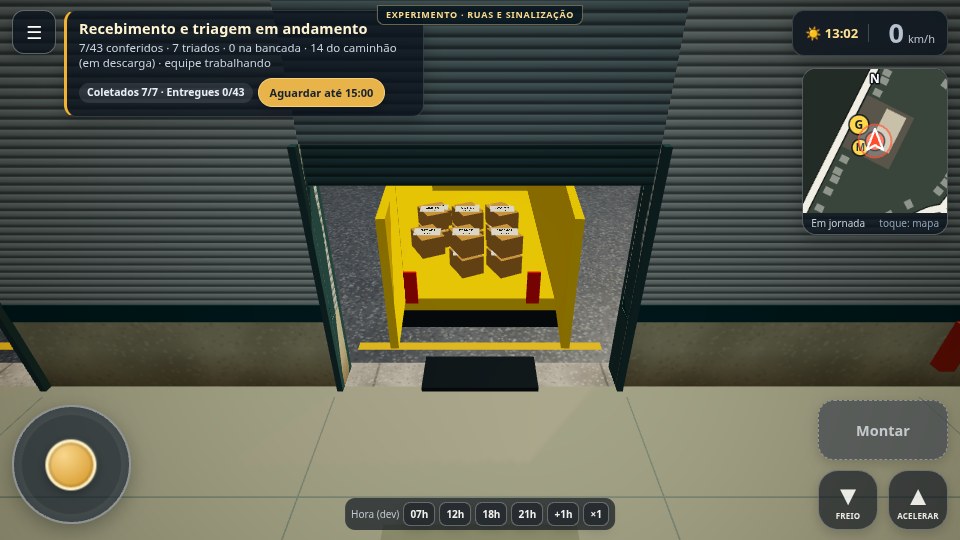 EXPERIMENTO · RUAS E SINALIZAÇÃO
☰
Recebimento e triagem em andamento
7/43 conferidos · 7 triados · 0 na bancada · 14 do caminhão
(em descarga) · equipe trabalhando
Coletados 7/7 · Entregues 0/43
Aguardar até 15:00
☀️ 13:02
0 km/h
N
G
M
Em jornada
toque: mapa
Montar
▼
FREIO
▲
ACELERAR
Hora (dev) 07h 12h 18h 21h +1h ×1